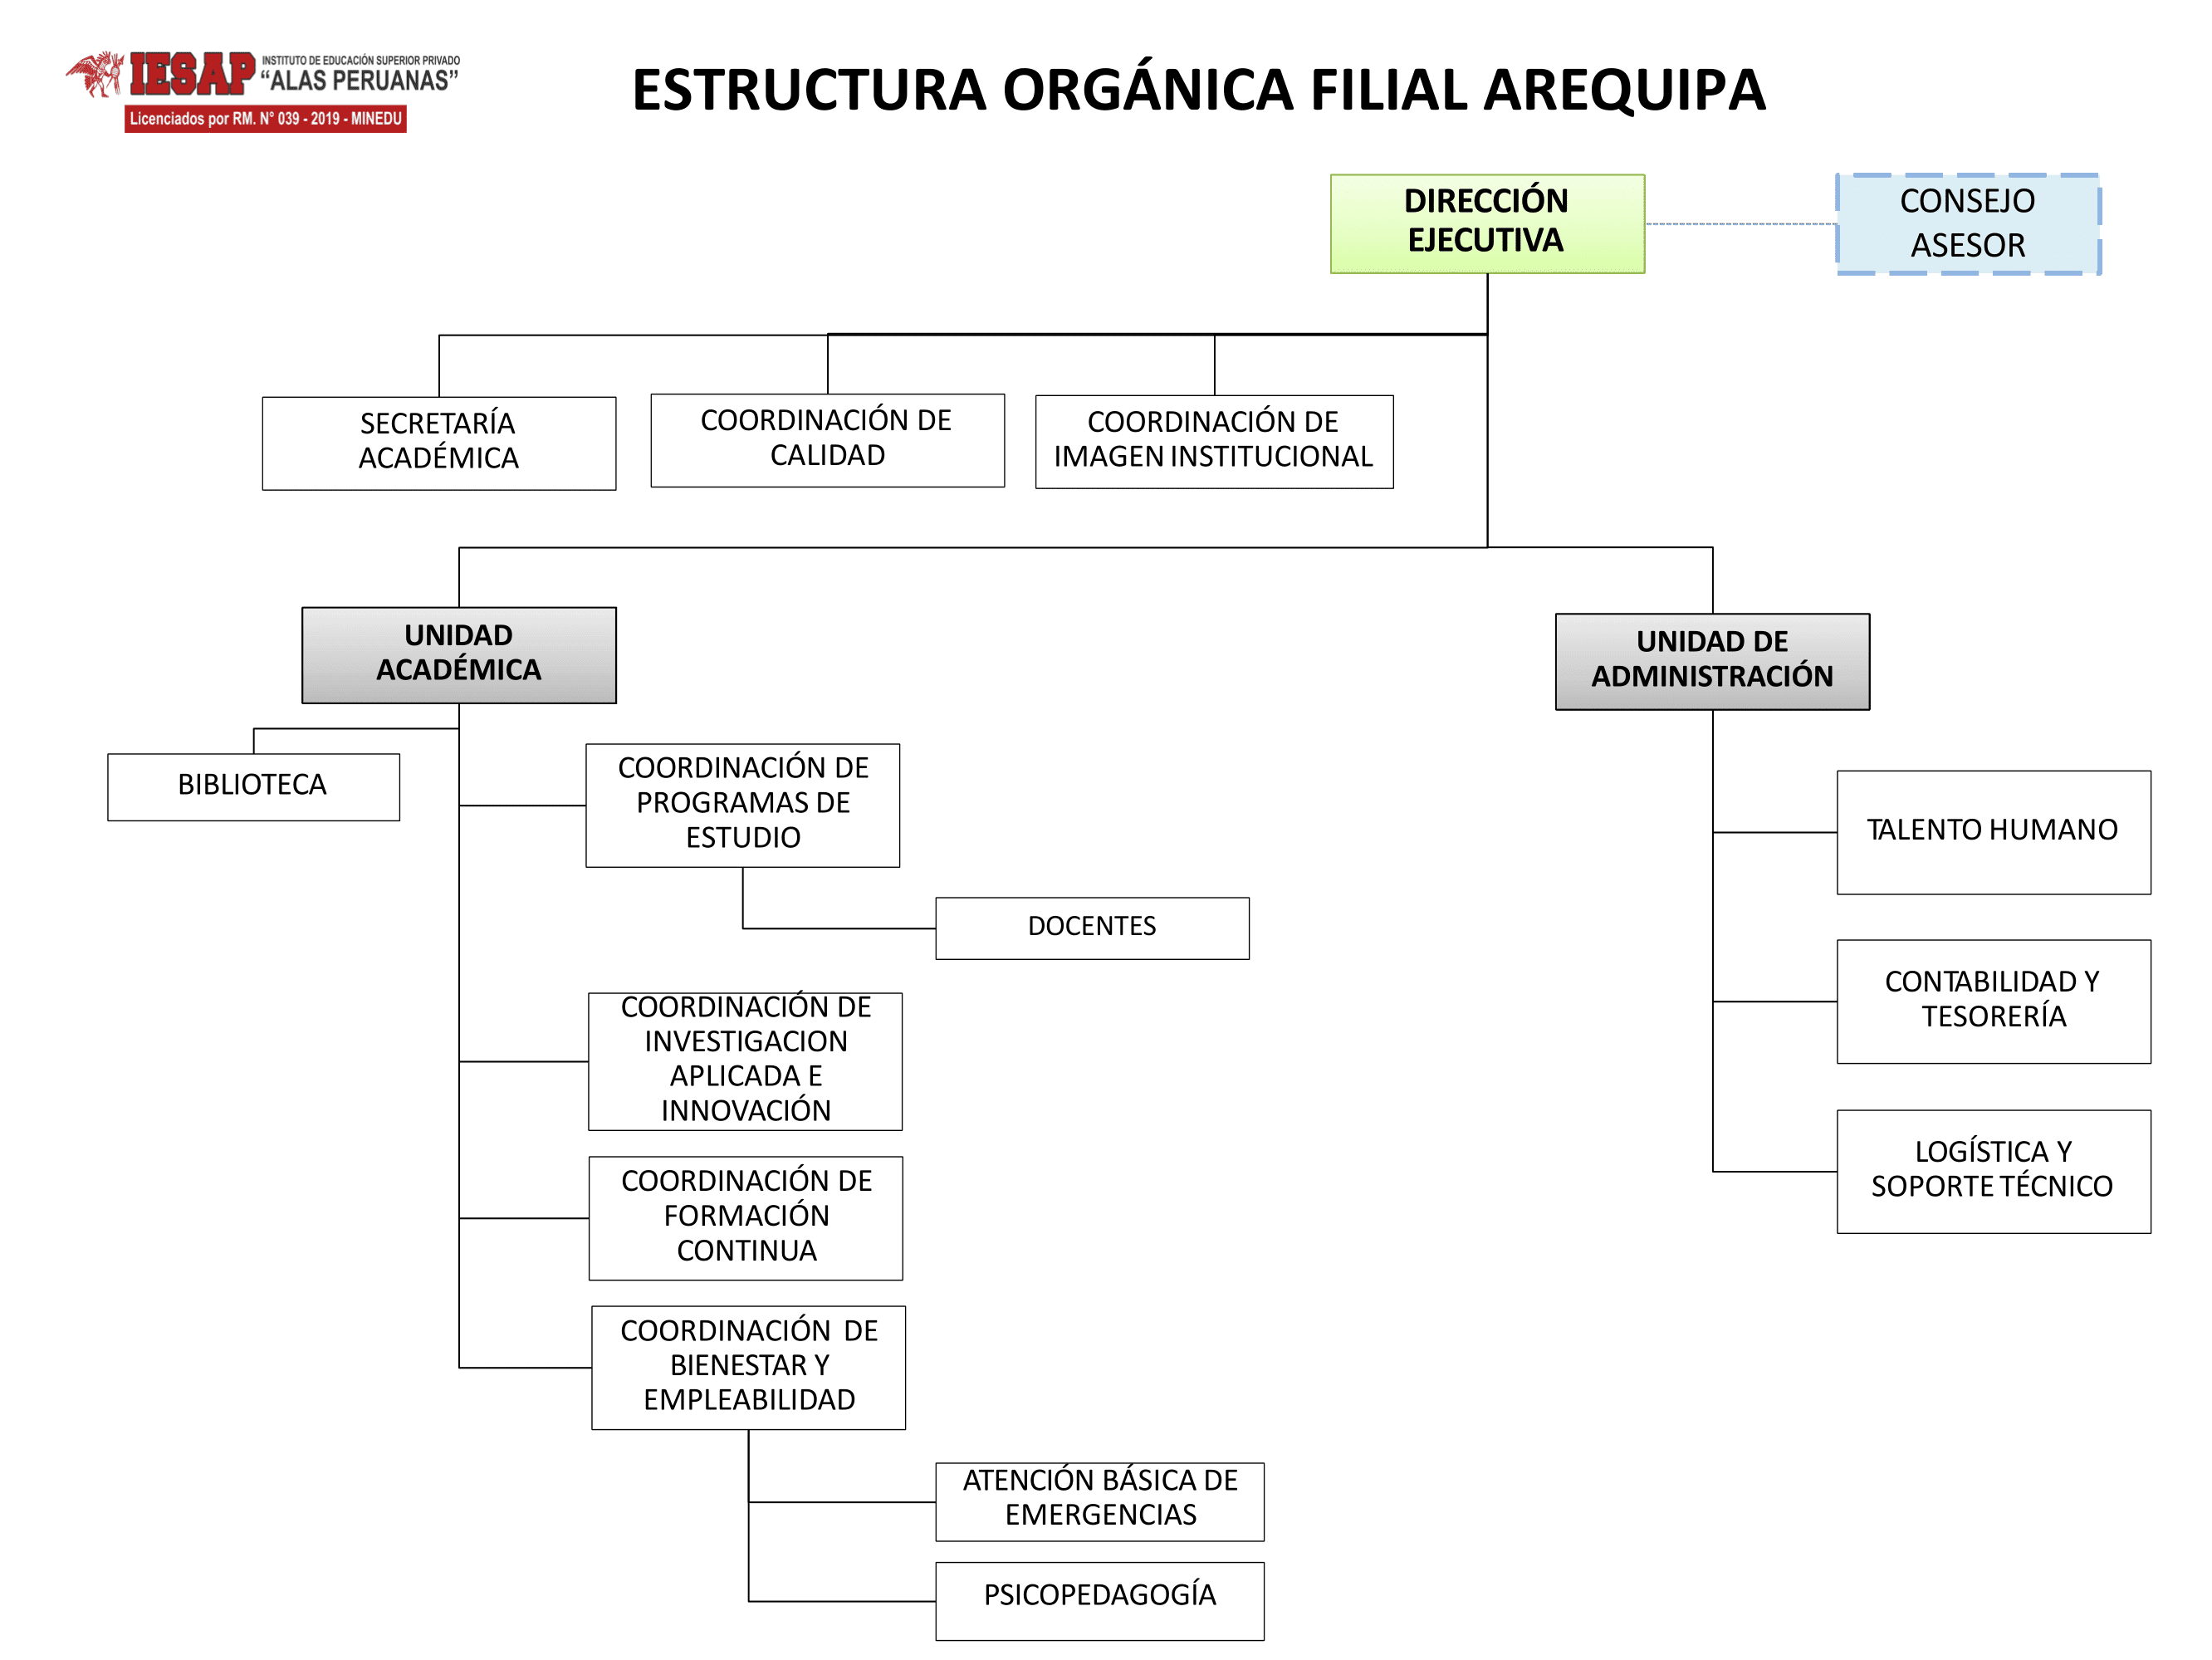 IESAP
INSTITUTO DE EDUCACIÓN SUPERIOR PRIVADO
“ALAS PERUANAS”
Licenciados por RM. N° 039 - 2019 - MINEDU
ESTRUCTURA ORGÁNICA FILIAL AREQUIPA
DIRECCIÓN
EJECUTIVA
CONSEJO
ASESOR
SECRETARÍA
ACADÉMICA
COORDINACIÓN DE
CALIDAD
COORDINACIÓN DE
IMAGEN INSTITUCIONAL
UNIDAD
ACADÉMICA
UNIDAD DE
ADMINISTRACIÓN
BIBLIOTECA
COORDINACIÓN DE
PROGRAMAS DE
ESTUDIO
TALENTO HUMANO
DOCENTES
CONTABILIDAD Y
TESORERÍA
COORDINACIÓN DE
INVESTIGACION
APLICADA E
INNOVACIÓN
LOGÍSTICA Y
SOPORTE TÉCNICO
COORDINACIÓN DE
FORMACIÓN
CONTINUA
COORDINACIÓN DE
BIENESTAR Y
EMPLEABILIDAD
ATENCIÓN BÁSICA DE
EMERGENCIAS
PSICOPEDAGOGÍA